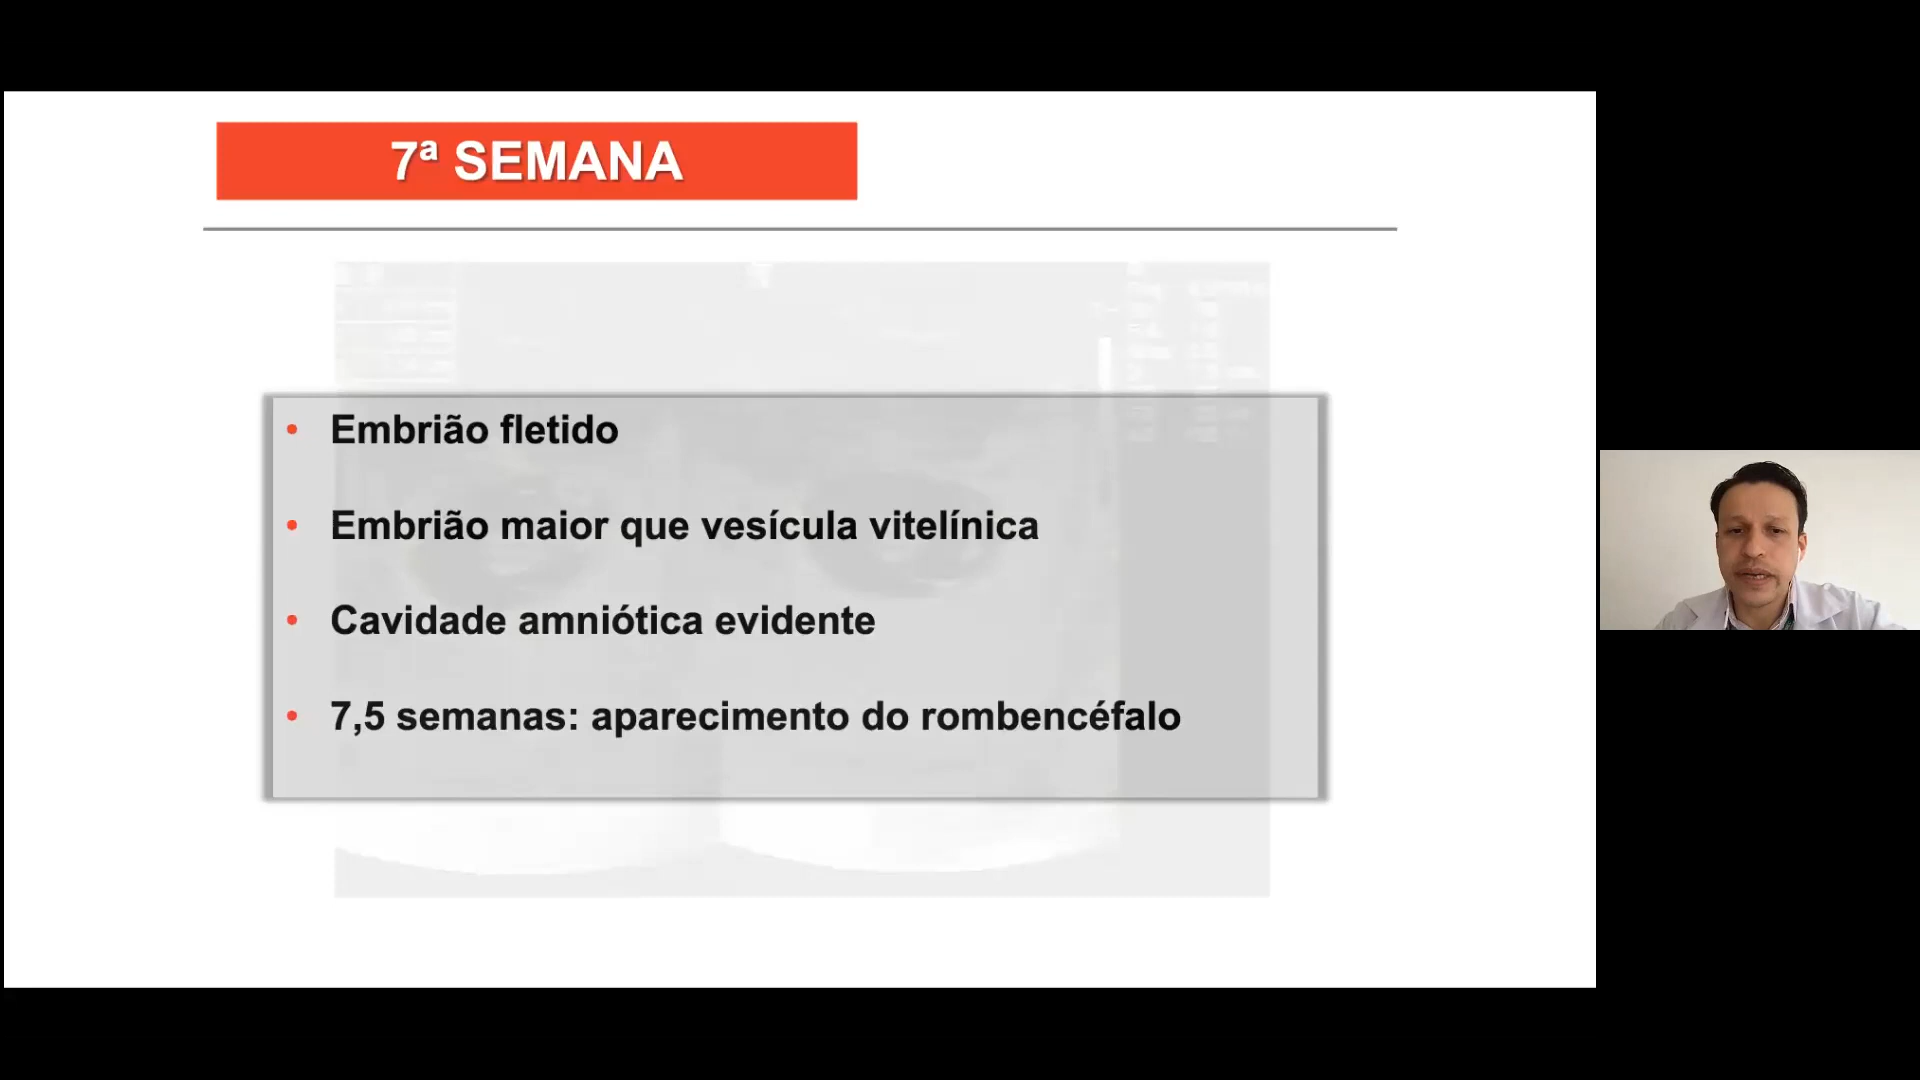 7ª SEMANA
• Embrião fletido
• Embrião maior que vesícula vitelínica
• Cavidade amniótica evidente
• 7,5 semanas: aparecimento do rombencéfalo